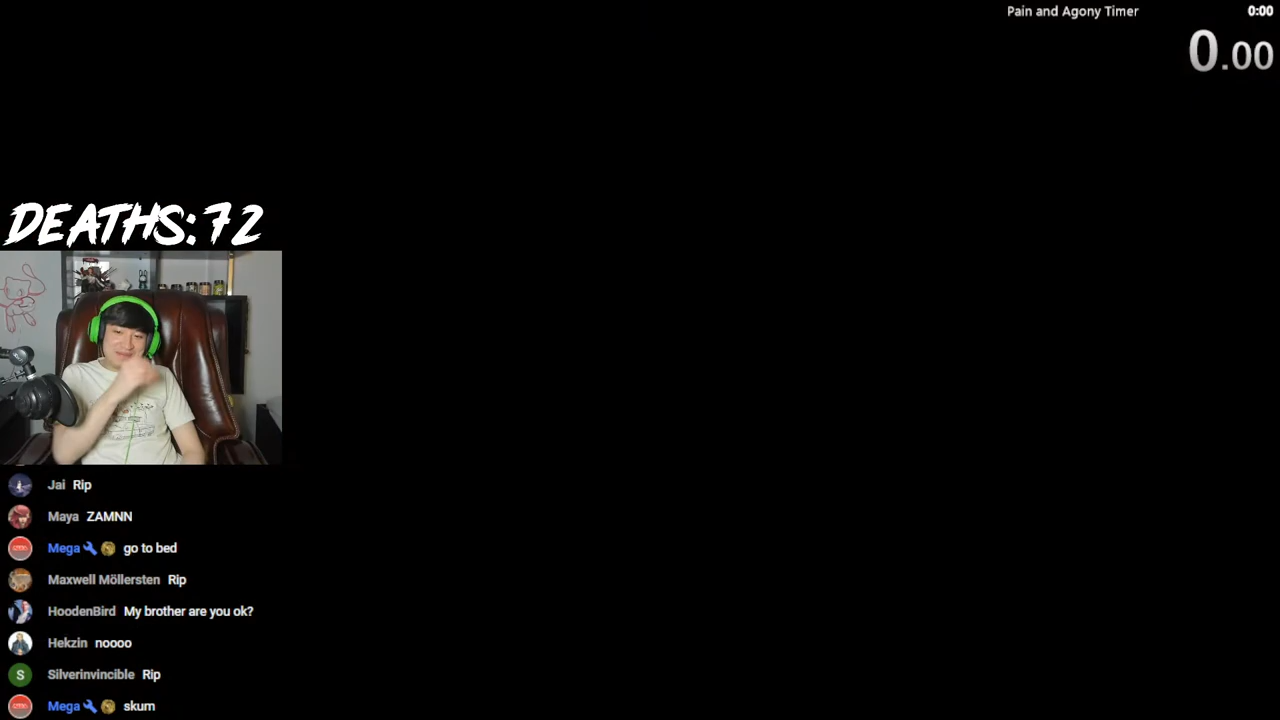 Pain and Agony Timer 0:00
0.00
DEATHS:72
Jai Rip
Maya ZAMNN
Mega go to bed
Maxwell Möllersten Rip
HoodenBird My brother are you ok?
Hekzin noooo
S Silverinvincible Rip
Mega skum